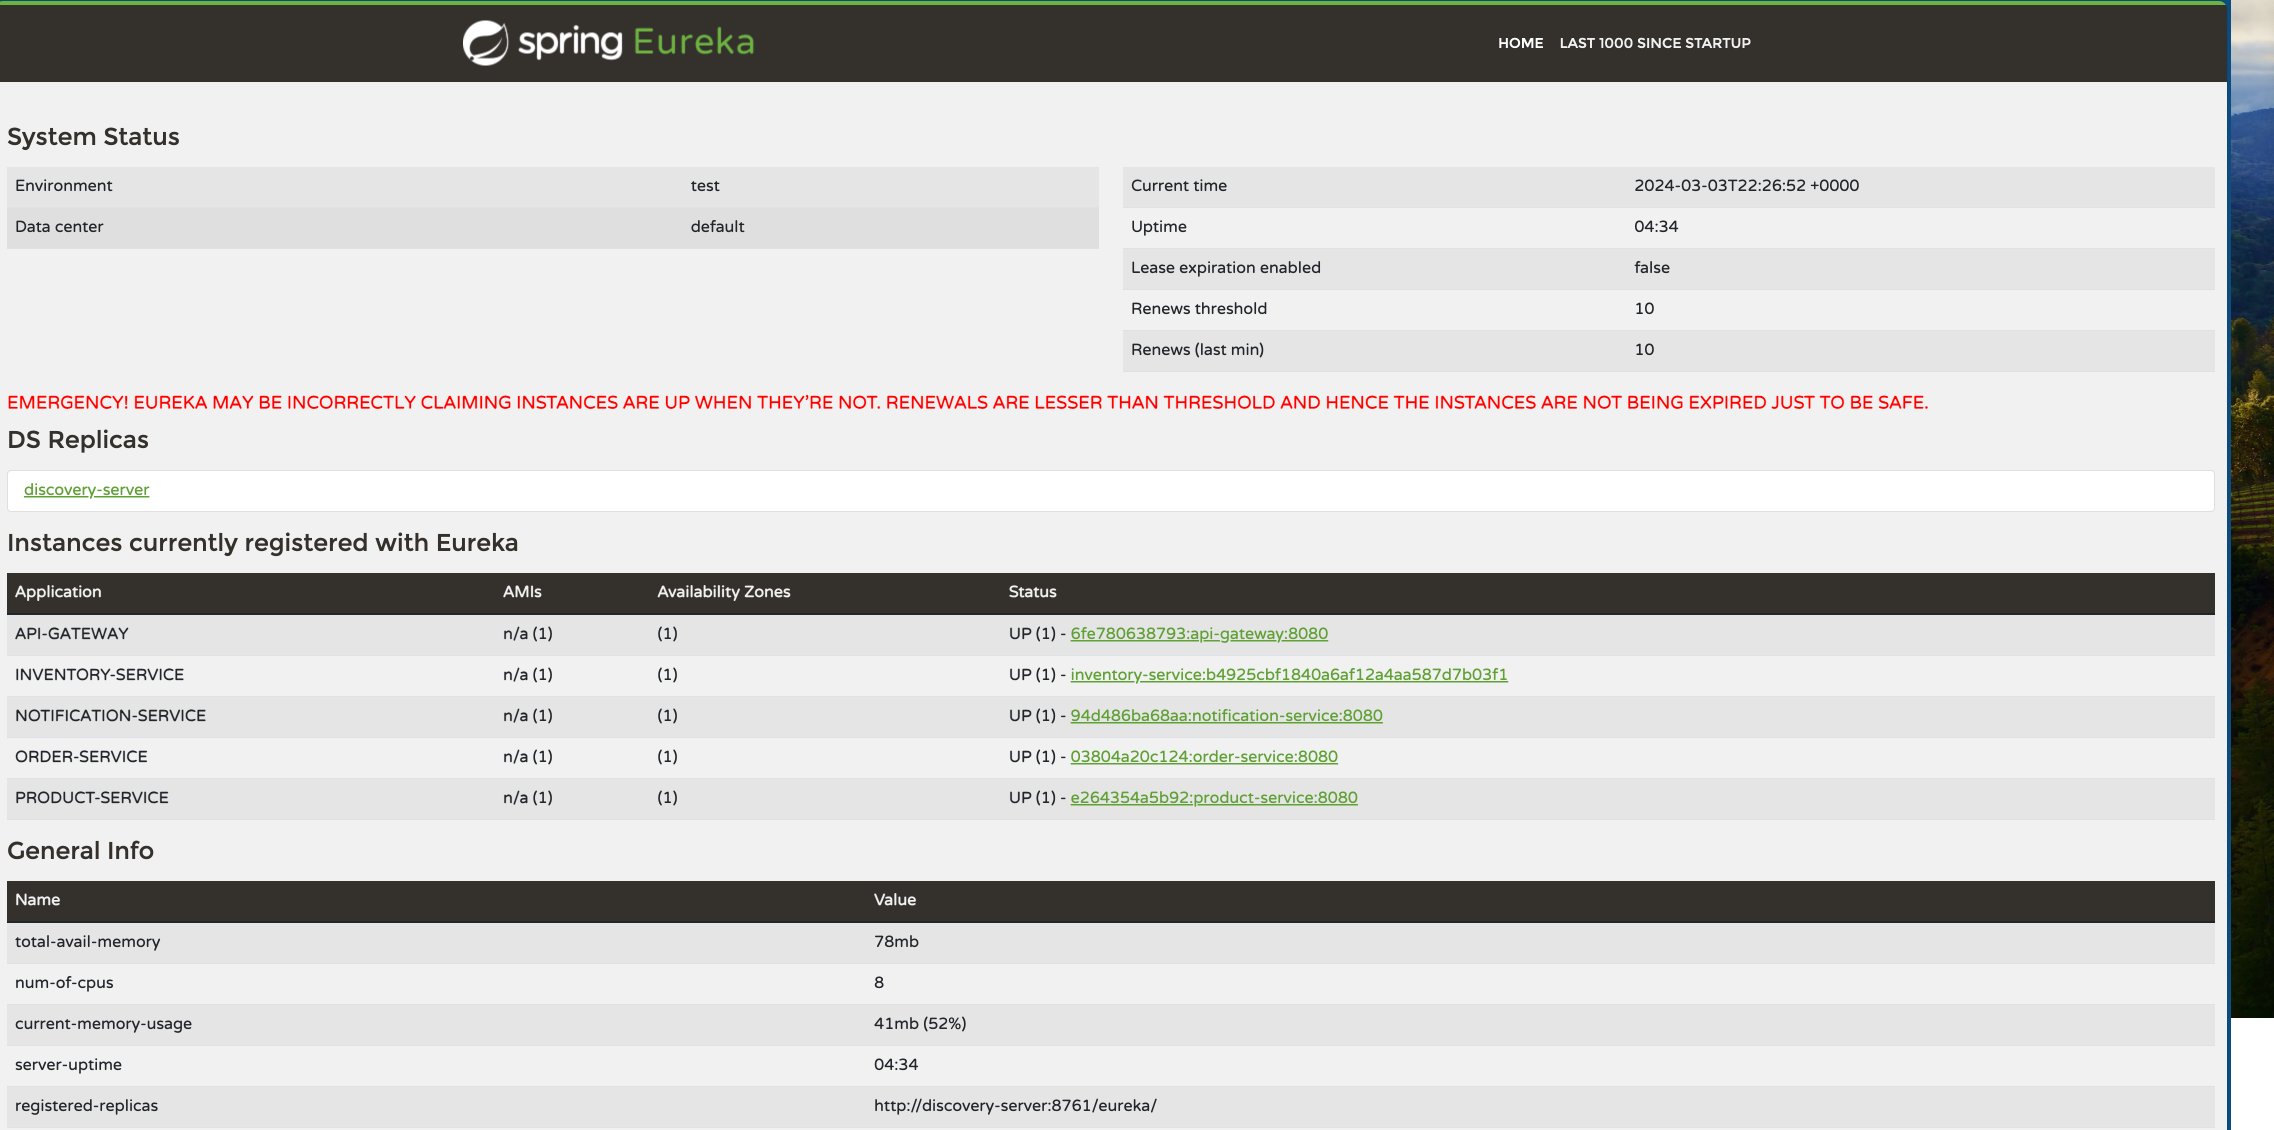 spring Eureka
HOME LAST 1000 SINCE STARTUP
System Status
Environment test
Data center default
Current time 2024-03-03T22:26:52 +0000
Uptime 04:34
Lease expiration enabled false
Renews threshold 10
Renews (last min) 10
EMERGENCY! EUREKA MAY BE INCORRECTLY CLAIMING INSTANCES ARE UP WHEN THEY'RE NOT. RENEWALS ARE LESSER THAN THRESHOLD AND HENCE THE INSTANCES ARE NOT BEING EXPIRED JUST TO BE SAFE.
DS Replicas
discovery-server
Instances currently registered with Eureka
Application AMIs Availability Zones Status
API-GATEWAY n/a (1) (1) UP (1) - 6fe780638793:api-gateway:8080
INVENTORY-SERVICE n/a (1) (1) UP (1) - inventory-service:b4925cbf1840a6af12a4aa587d7b03f1
NOTIFICATION-SERVICE n/a (1) (1) UP (1) - 94d486ba68aa:notification-service:8080
ORDER-SERVICE n/a (1) (1) UP (1) - 03804a20c124:order-service:8080
PRODUCT-SERVICE n/a (1) (1) UP (1) - e264354a5b92:product-service:8080
General Info
Name Value
total-avail-memory 78mb
num-of-cpus 8
current-memory-usage 41mb (52%)
server-uptime 04:34
registered-replicas http://discovery-server:8761/eureka/